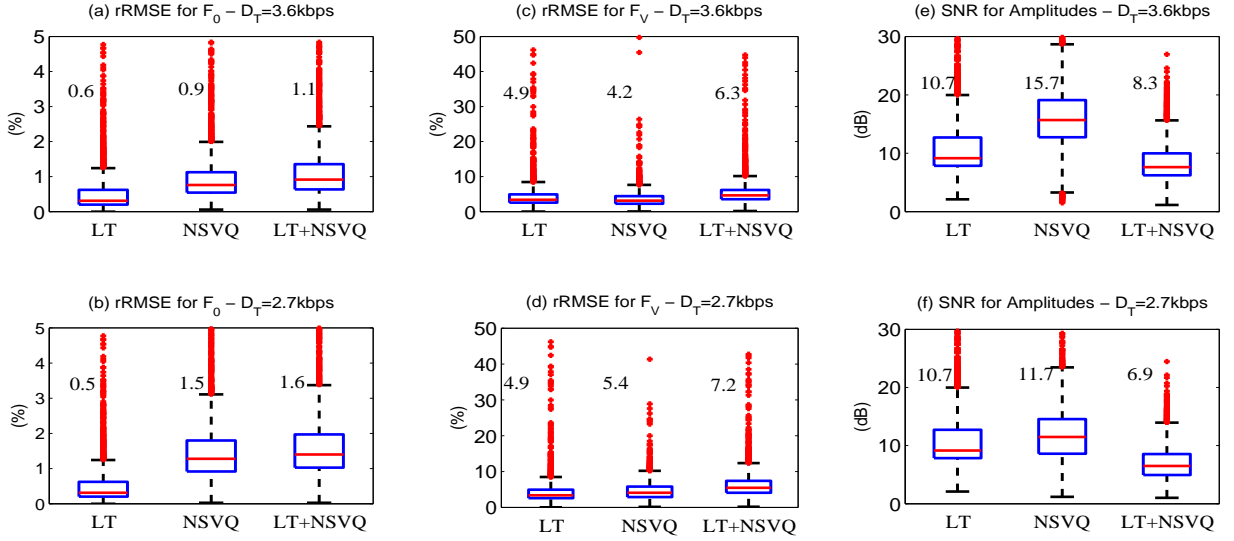 (a) rRMSE for F0 – DT=3.6kbps
5
4
3
2
1
0
(%)
0.6
0.9
1.1
LT
NSVQ
LT+NSVQ
(c) rRMSE for FV – DT=3.6kbps
50
40
30
20
10
0
(%)
4.9
4.2
6.3
LT
NSVQ
LT+NSVQ
(e) SNR for Amplitudes – DT=3.6kbps
30
20
10
0
(dB)
10.7
15.7
8.3
LT
NSVQ
LT+NSVQ
(b) rRMSE for F0 – DT=2.7kbps
5
4
3
2
1
0
(%)
0.5
1.5
1.6
LT
NSVQ
LT+NSVQ
(d) rRMSE for FV – DT=2.7kbps
50
40
30
20
10
0
(%)
4.9
5.4
7.2
LT
NSVQ
LT+NSVQ
(f) SNR for Amplitudes – DT=2.7kbps
30
20
10
0
(dB)
10.7
11.7
6.9
LT
NSVQ
LT+NSVQ